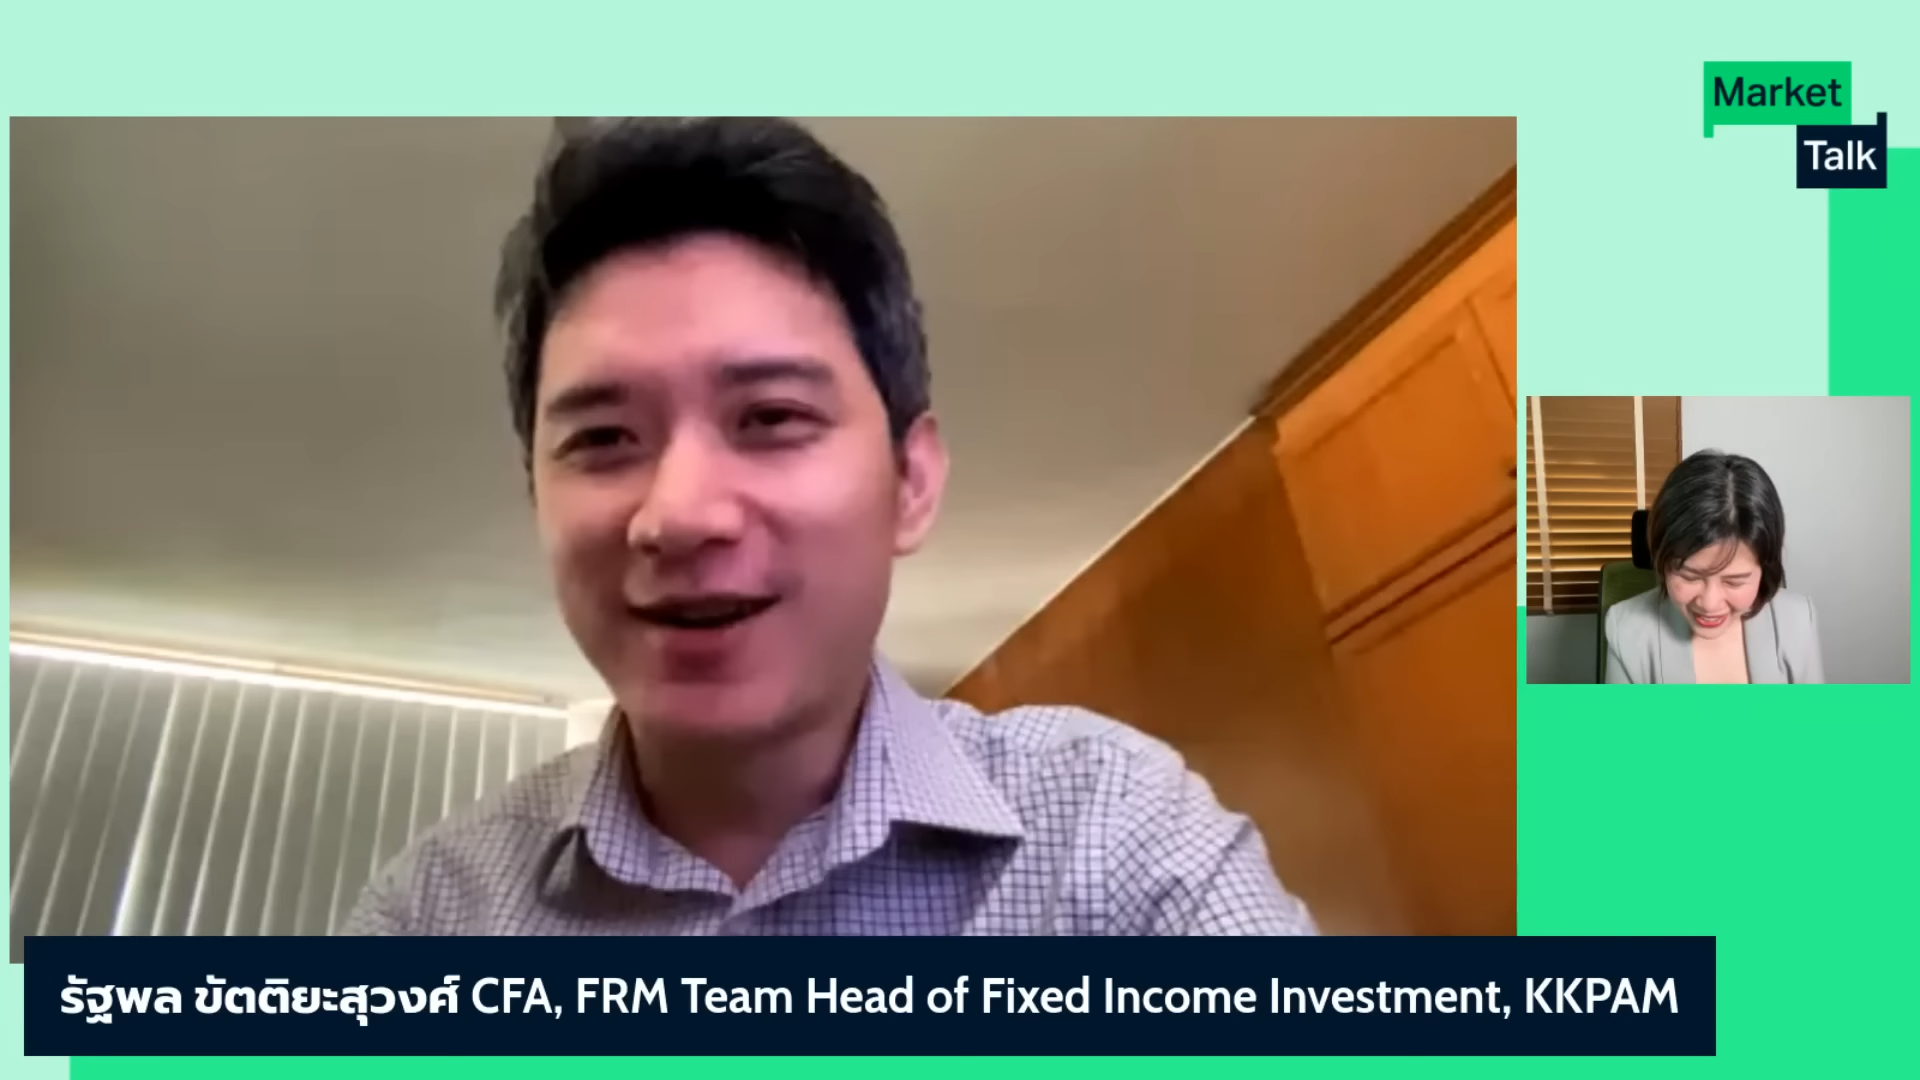 Market
Talk
รัฐพล ขัตติยะสุวงศ์ CFA, FRM Team Head of Fixed Income Investment, KKPAM